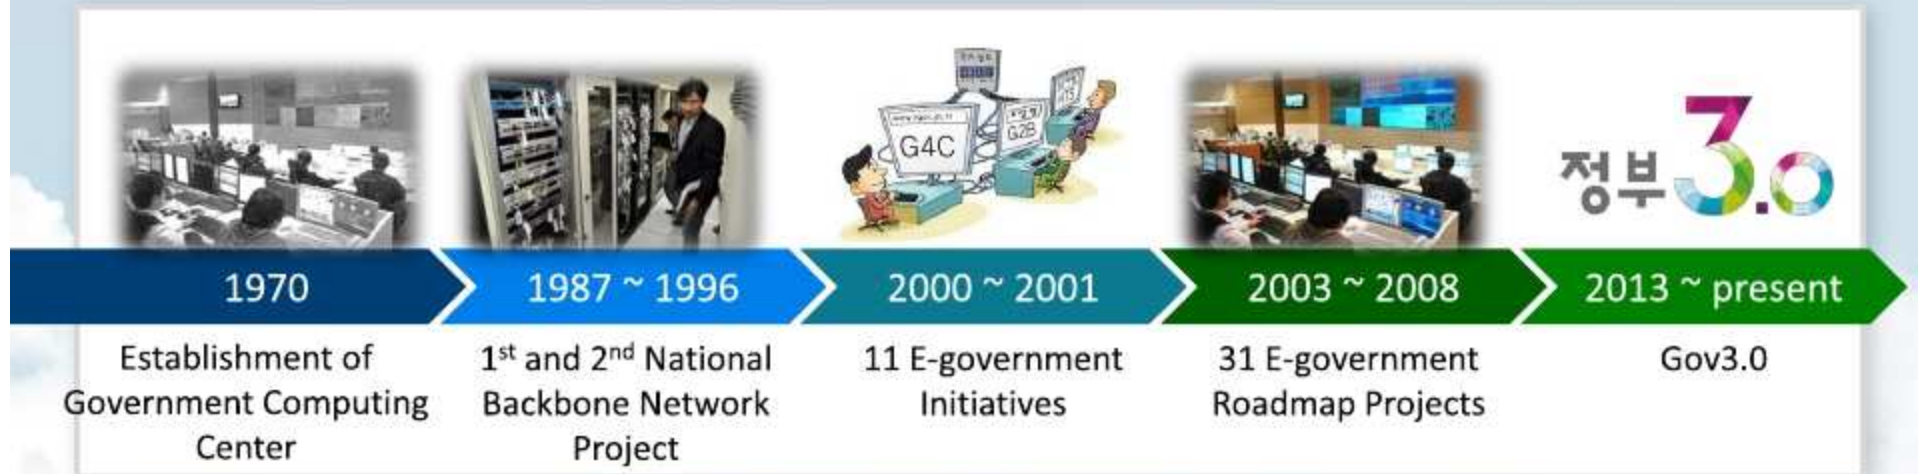 G4C
G2B
정부3.0
1970
1987 ~ 1996
2000 ~ 2001
2003 ~ 2008
2013 ~ present
Establishment of
Government Computing
Center
1st and 2nd National
Backbone Network
Project
11 E-government
Initiatives
31 E-government
Roadmap Projects
Gov3.0